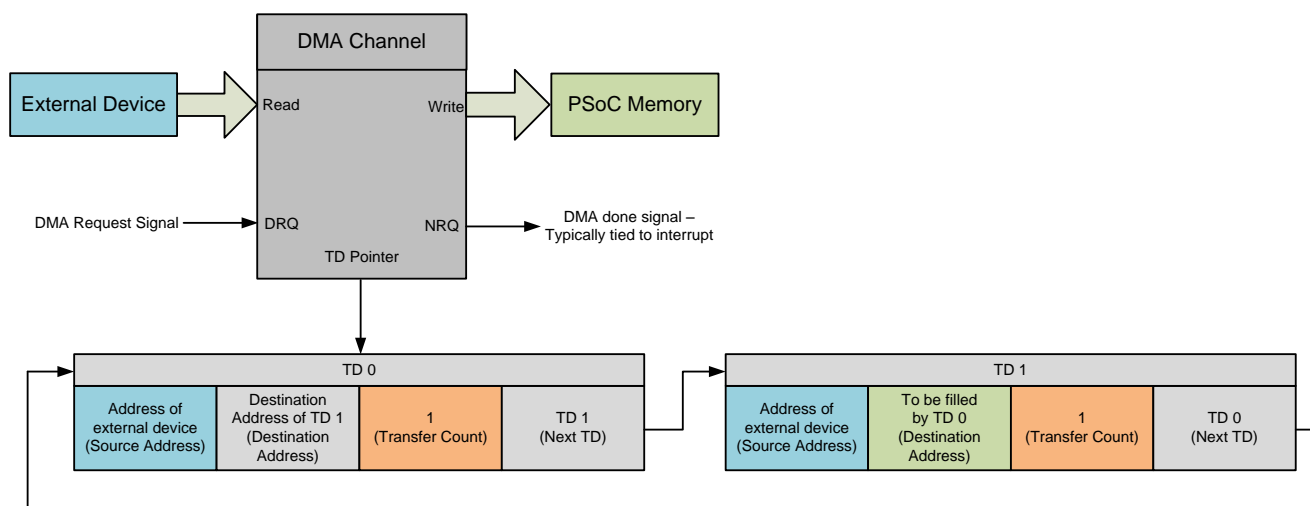 DMA Channel
External Device
Read
Write
PSoC Memory
DMA Request Signal
DRQ
NRQ
DMA done signal –
Typically tied to interrupt
TD Pointer
TD 0
Address of
external device
(Source Address)
Destination
Address of TD 1
(Destination
Address)
1
(Transfer Count)
TD 1
(Next TD)
TD 1
Address of
external device
(Source Address)
To be filled
by TD 0
(Destination
Address)
1
(Transfer Count)
TD 0
(Next TD)